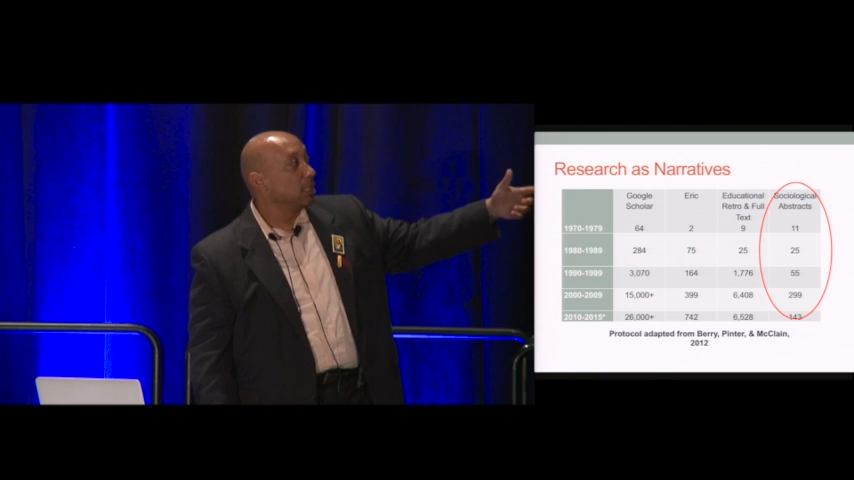 Research as Narratives
Google Eric Educational Sociological
Scholar Retro & Full Abstracts
Text
1970-1979 64 2 9 11
1980-1989 284 75 25 25
1990-1999 3,070 164 1,776 55
2000-2009 15,000+ 399 6,408 299
2010-2015* 26,000+ 742 6,528 143
Protocol adapted from Berry, Pinter, & McClain,
2012